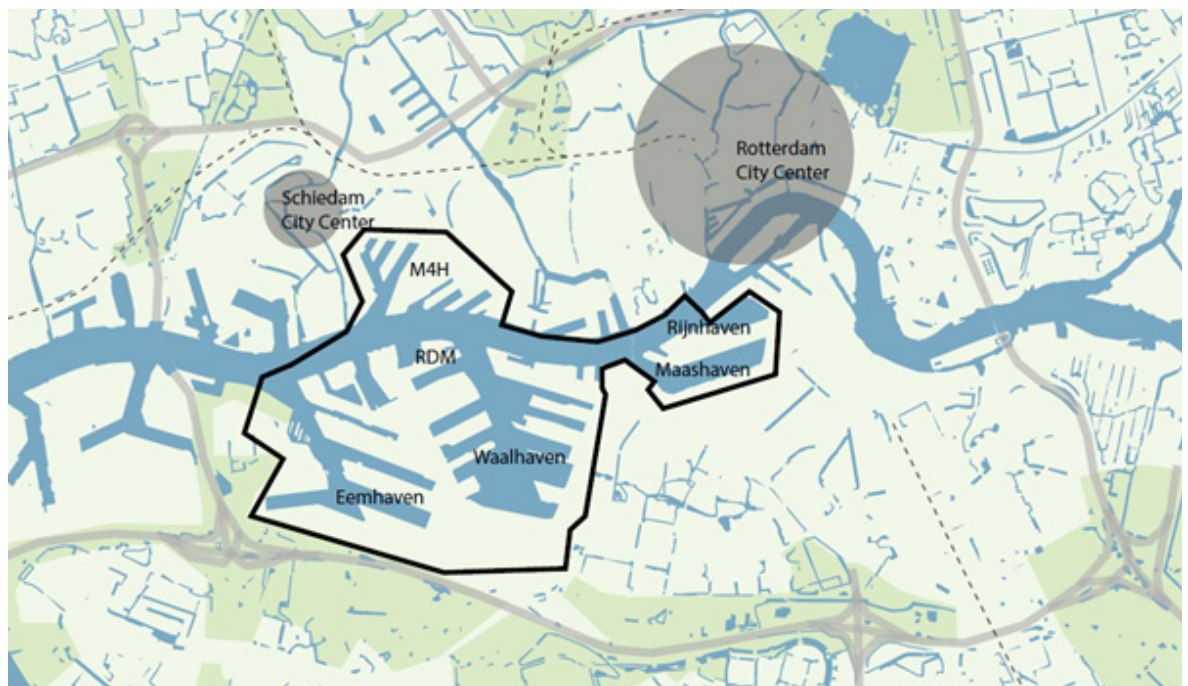 Rotterdam
City Center
Schiedam
City Center
M4H
Rijnhaven
RDM
Maashaven
Waalhaven
Eemhaven